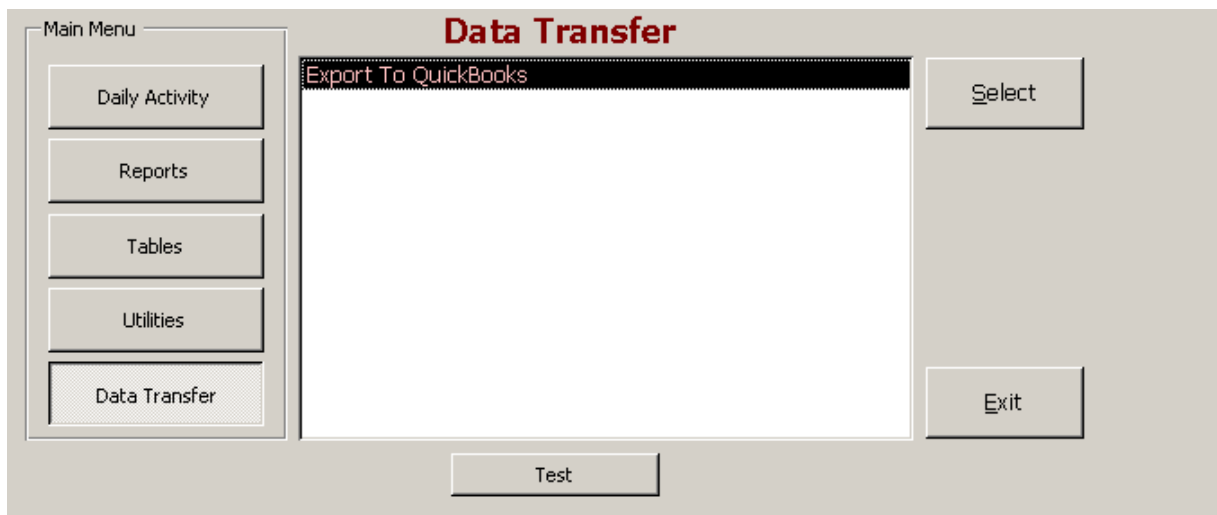 Main Menu
Data Transfer
Daily Activity
Reports
Tables
Utilities
Data Transfer
Export To QuickBooks
Select
Exit
Test